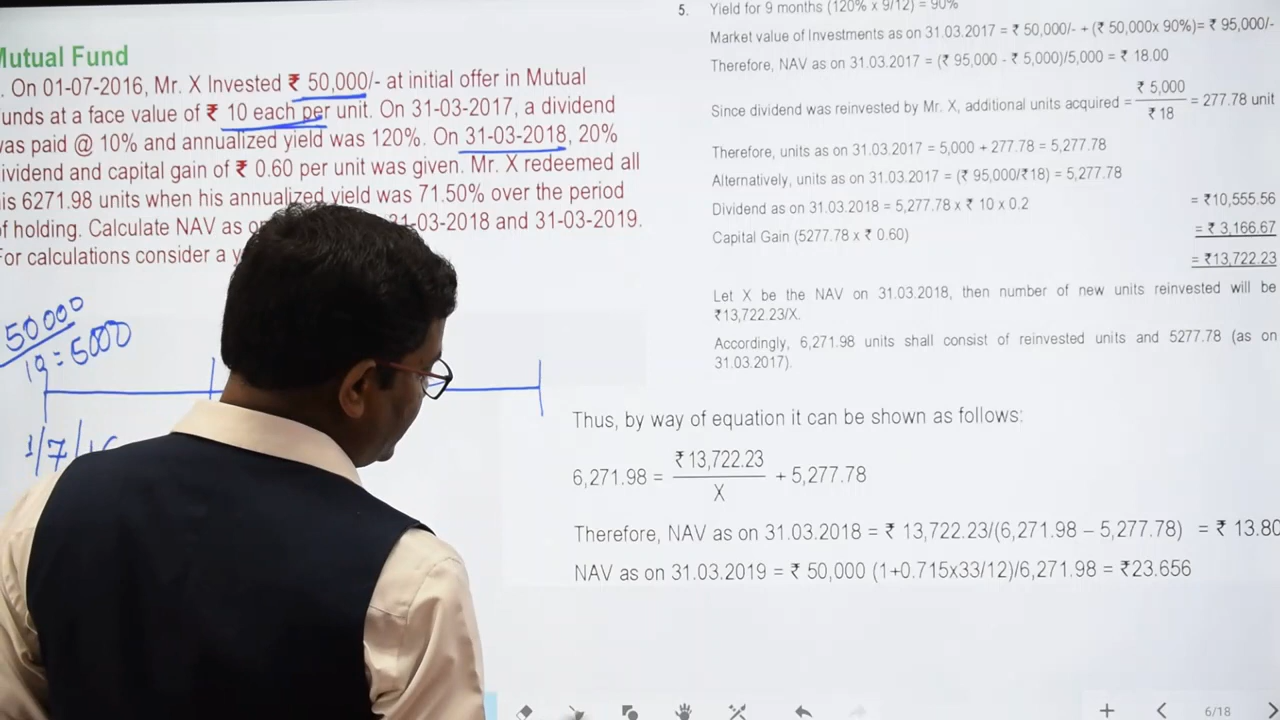 Mutual Fund
. On 01-07-2016, Mr. X Invested ₹ 50,000/- at initial offer in Mutual
unds at a face value of ₹ 10 each per unit. On 31-03-2017, a dividend
was paid @ 10% and annualized yield was 120%. On 31-03-2018, 20%
ividend and capital gain of ₹ 0.60 per unit was given. Mr. X redeemed all
is 6271.98 units when his annualized yield was 71.50% over the period
of holding. Calculate NAV as o 31-03-2018 and 31-03-2019.
For calculations consider a y
50000
10 = 5000
1/7/16
5. Yield for 9 months (120% x 9/12) = 90%
Market value of Investments as on 31.03.2017 = ₹ 50,000/- + (₹ 50,000x 90%)= ₹ 95,000/-
Therefore, NAV as on 31.03.2017 = (₹ 95,000 - ₹ 5,000)/5,000 = ₹ 18.00
Since dividend was reinvested by Mr. X, additional units acquired = ₹ 5,000 / ₹ 18 = 277.78 unit
Therefore, units as on 31.03.2017 = 5,000 + 277.78 = 5,277.78
Alternatively, units as on 31.03.2017 = (₹ 95,000/₹18) = 5,277.78
Dividend as on 31.03.2018 = 5,277.78 x ₹ 10 x 0.2 = ₹10,555.56
Capital Gain (5277.78 x ₹ 0.60) = ₹ 3,166.67
= ₹13,722.23
Let X be the NAV on 31.03.2018, then number of new units reinvested will be
₹13,722.23/X.
Accordingly, 6,271.98 units shall consist of reinvested units and 5277.78 (as on
31.03.2017).
Thus, by way of equation it can be shown as follows:
6,271.98 = ₹ 13,722.23 / X + 5,277.78
Therefore, NAV as on 31.03.2018 = ₹ 13,722.23/(6,271.98 – 5,277.78) = ₹ 13.80
NAV as on 31.03.2019 = ₹ 50,000 (1+0.715x33/12)/6,271.98 = ₹23.656
6/18